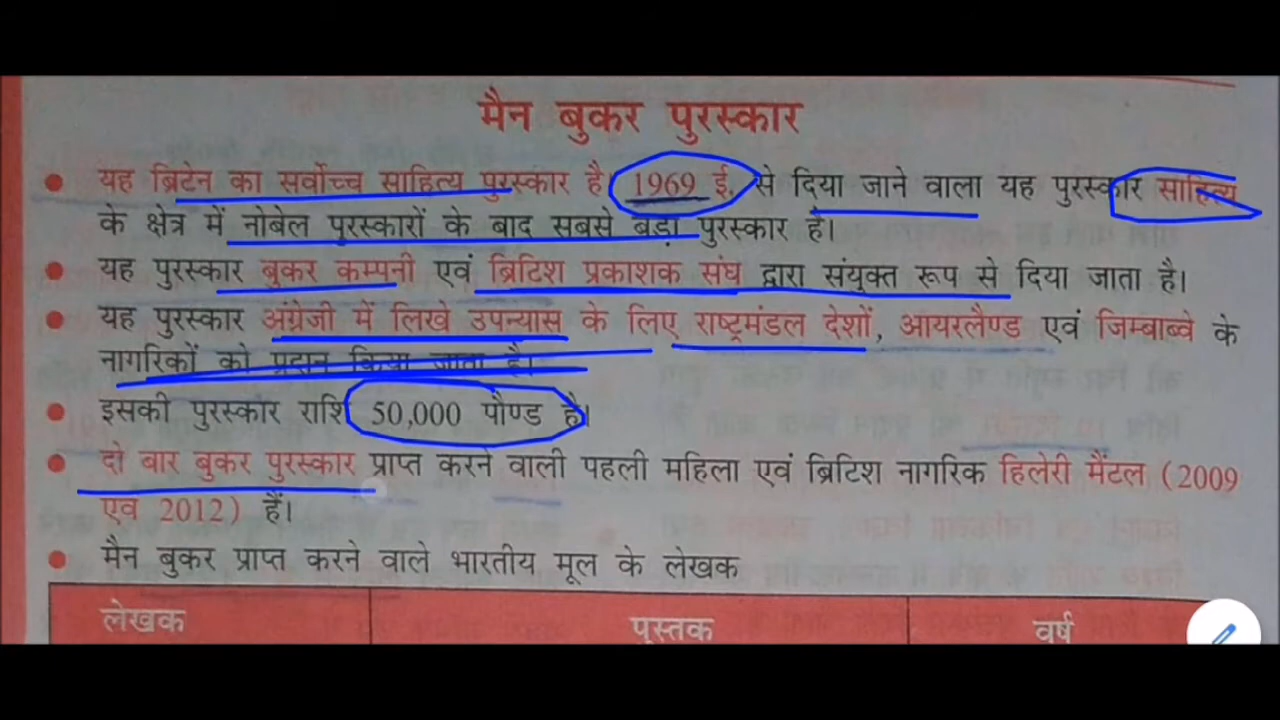 मैन बुकर पुरस्कार
यह ब्रिटेन का सर्वोच्च साहित्य पुरस्कार है। 1969 ई. से दिया जाने वाला यह पुरस्कार साहित्य
के क्षेत्र में नोबेल पुरस्कारों के बाद सबसे बड़ा पुरस्कार है।
यह पुरस्कार बुकर कम्पनी एवं ब्रिटिश प्रकाशक संघ द्वारा संयुक्त रूप से दिया जाता है।
यह पुरस्कार अंग्रेजी में लिखे उपन्यास के लिए राष्ट्रमंडल देशों, आयरलैण्ड एवं जिम्बाब्वे के
नागरिकों को प्रदान किया जाता है।
इसकी पुरस्कार राशि 50,000 पौण्ड है।
दो बार बुकर पुरस्कार प्राप्त करने वाली पहली महिला एवं ब्रिटिश नागरिक हिलेरी मैंटल (2009
एवं 2012) हैं।
मैन बुकर प्राप्त करने वाले भारतीय मूल के लेखक
लेखक पुस्तक वर्ष